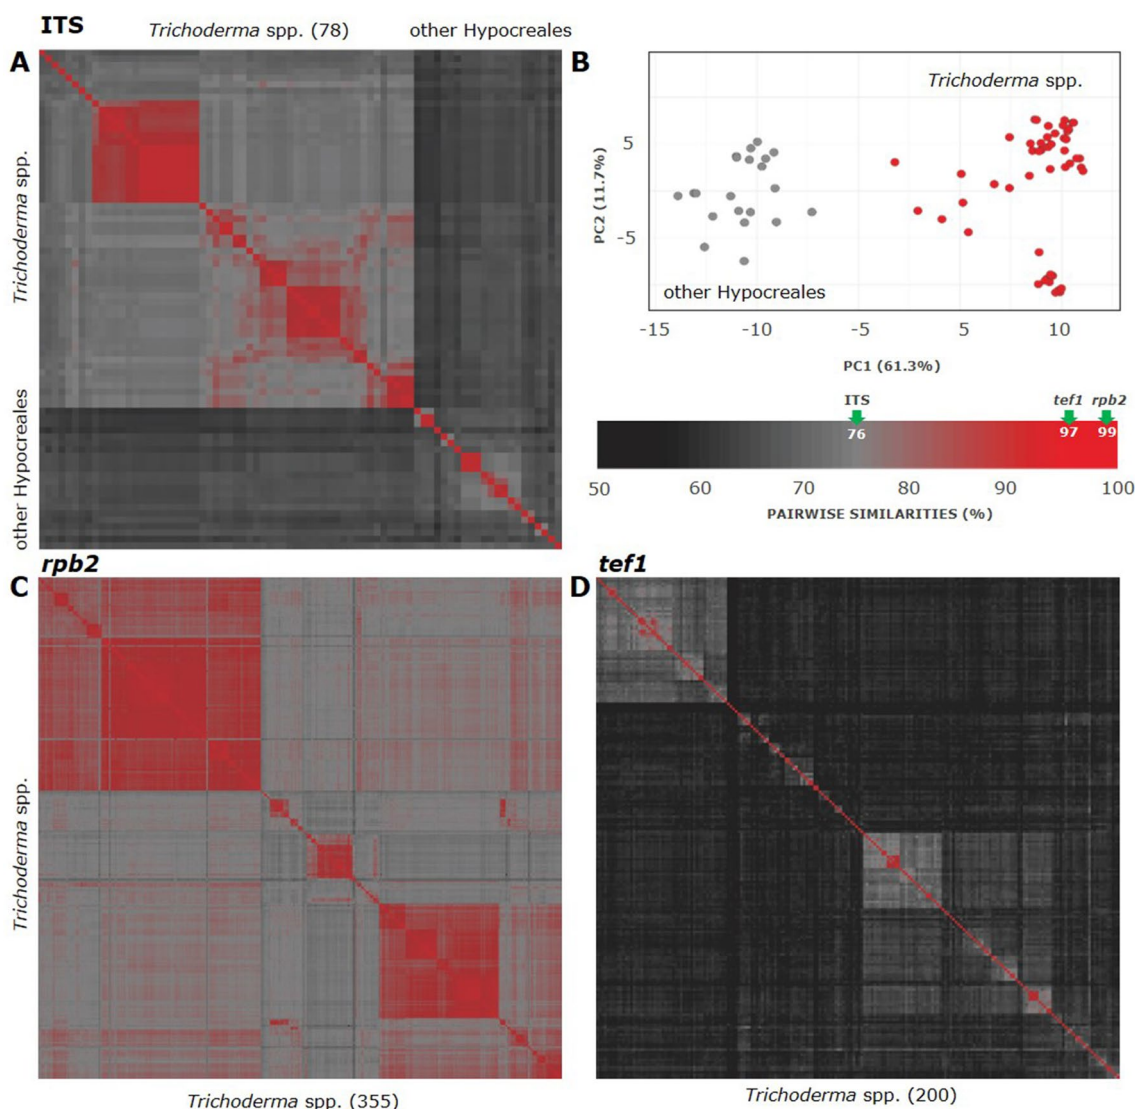 ITS
Trichoderma spp. (78)
other Hypocreales
A
Trichoderma spp.
other Hypocreales
B
Trichoderma spp.
other Hypocreales
PC2 (11.7%)
5
-5
-15
-10
-5
5
10
PC1 (61.3%)
ITS
tef1
rpb2
76
97
99
50
60
70
80
90
100
PAIRWISE SIMILARITIES (%)
rpb2
C
Trichoderma spp.
Trichoderma spp. (355)
tef1
D
Trichoderma spp. (200)